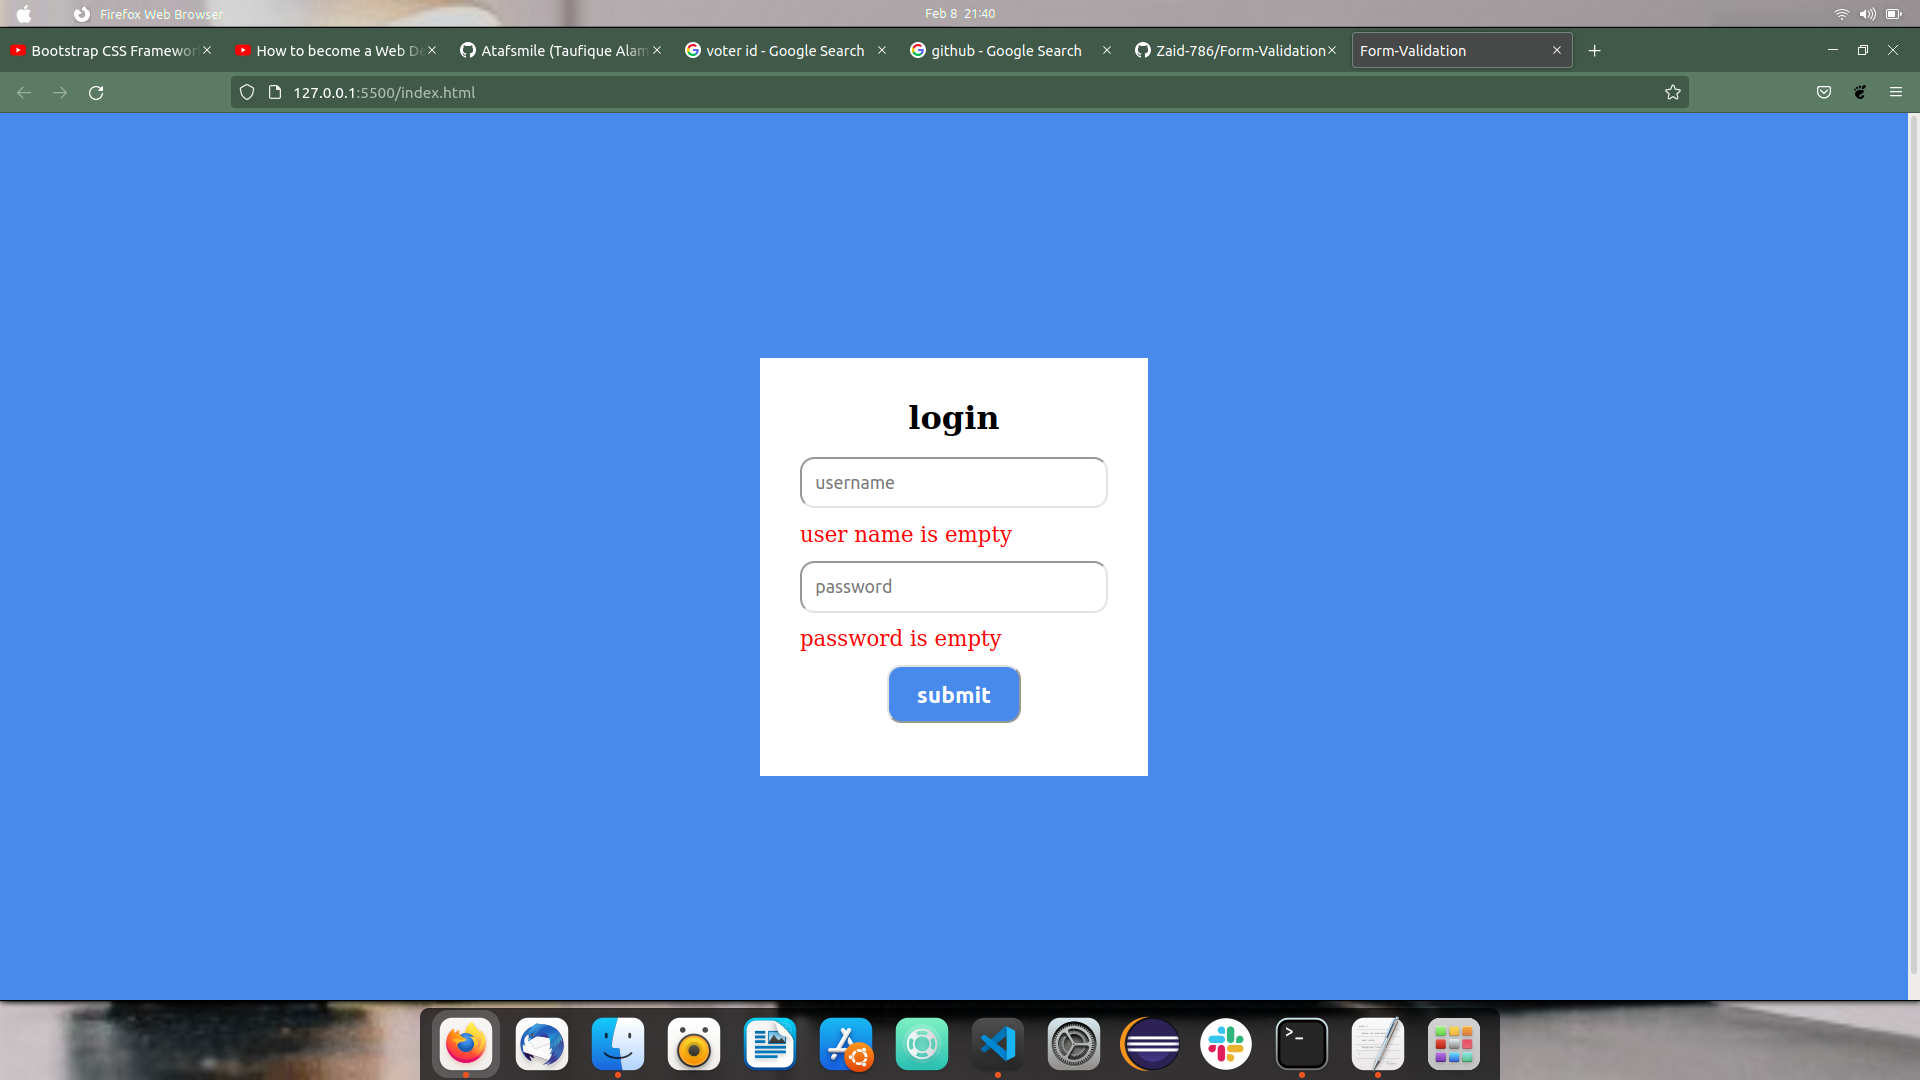 Firefox Web Browser
Feb 8 21:40
Bootstrap CSS Framewor
How to become a Web De
Atafsmile (Taufique Alam
voter id - Google Search
github - Google Search
Zaid-786/Form-Validation
Form-Validation
127.0.0.1:5500/index.html
login
username
user name is empty
password
password is empty
submit